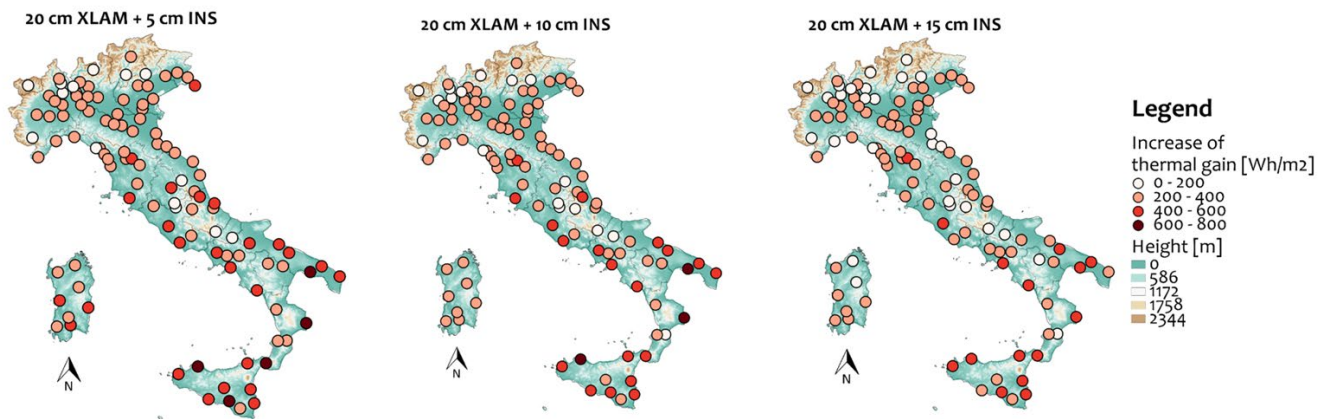 20 cm XLAM + 5 cm INS
20 cm XLAM + 10 cm INS
20 cm XLAM + 15 cm INS
N
N
N
Legend
Increase of
thermal gain [Wh/m2]
0 - 200
200 - 400
400 - 600
600 - 800
Height [m]
0
586
1172
1758
2344